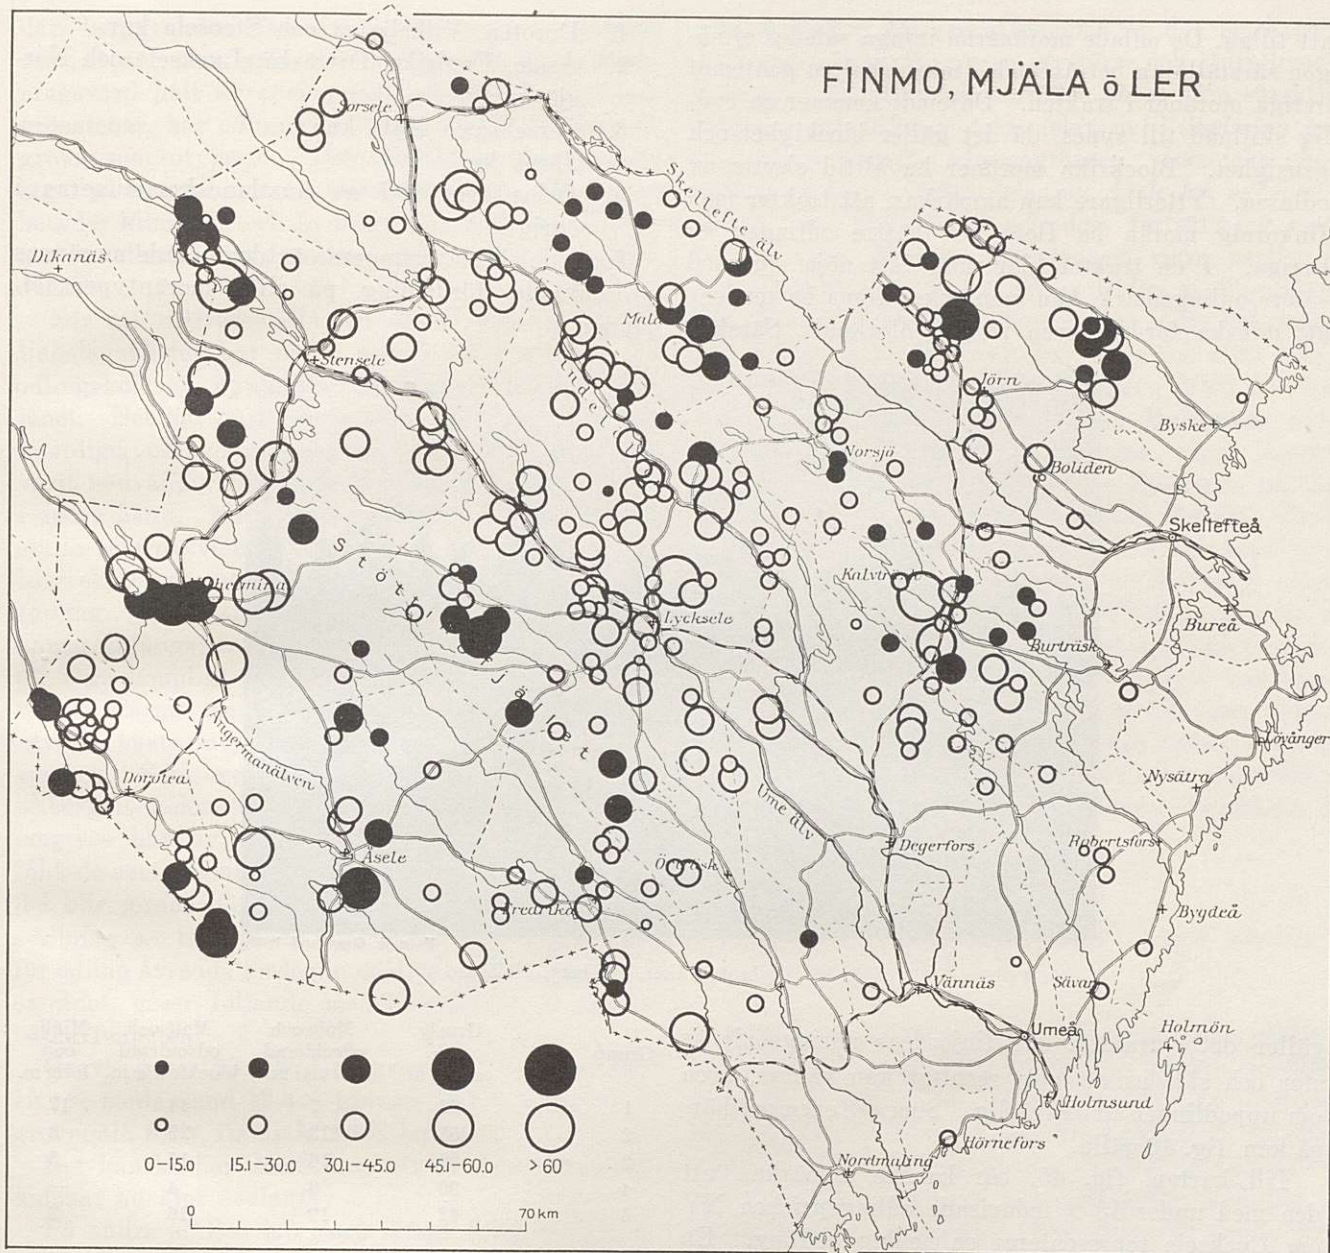 FINMO, MJÄLA ō LER
Sorsele
Skellefte älv
Dikanäs
Malå
Stensele
Vindel
Jörn
Byske
Norsjö
Boliden
Skellefteå
Stöttingfjället
Kalvträsk
Lycksele
Bureå
Burträsk
Ångermanälven
Lövånger
Dorotea
Nysätra
Ume älv
Robertsfors
Åsele
Degerfors
Örträsk
Fredrika
Bygdeå
Vännäs
Sävar
Holmön
Umeå
Holmsund
Hörnefors
Nordmaling
0–15.0 15.1–30.0 30.1–45.0 45.1–60.0 >60
0 70 km